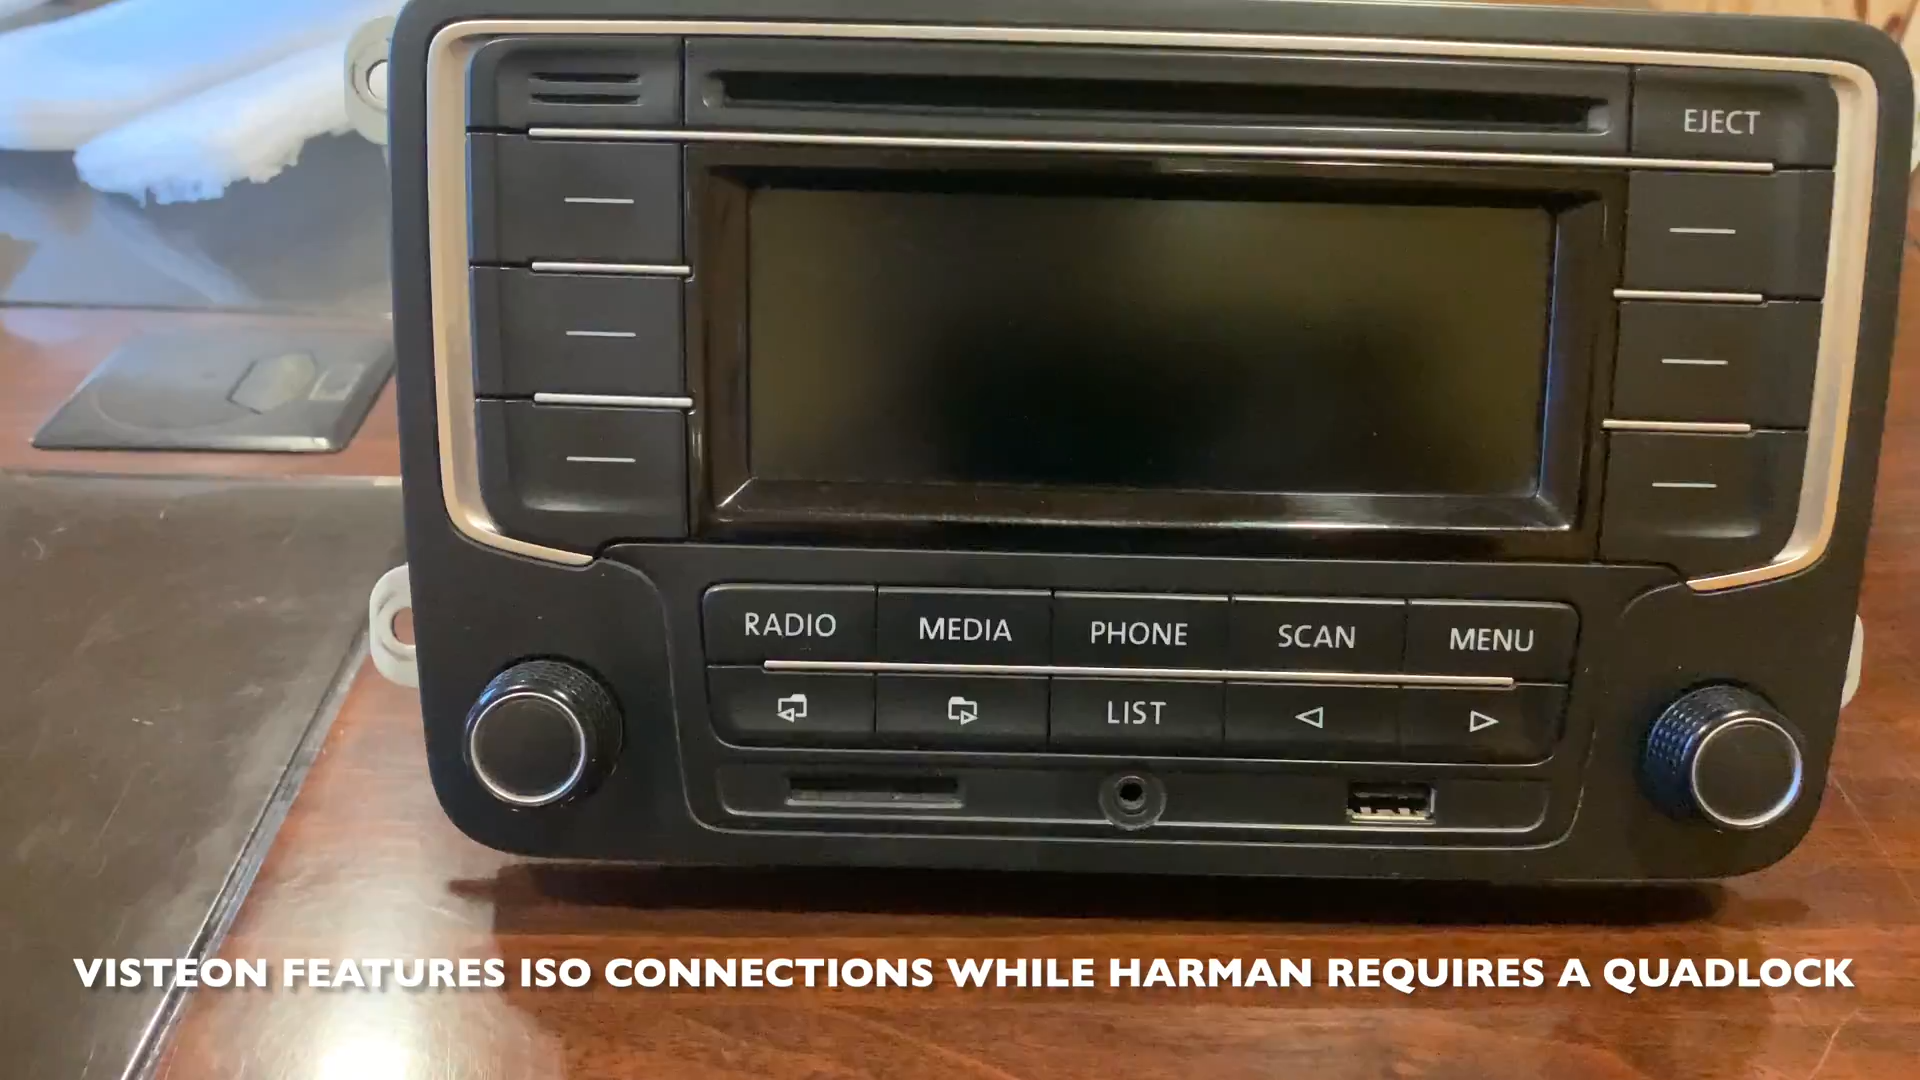 EJECT
RADIO MEDIA PHONE SCAN MENU
LIST
VISTEON FEATURES ISO CONNECTIONS WHILE HARMAN REQUIRES A QUADLOCK